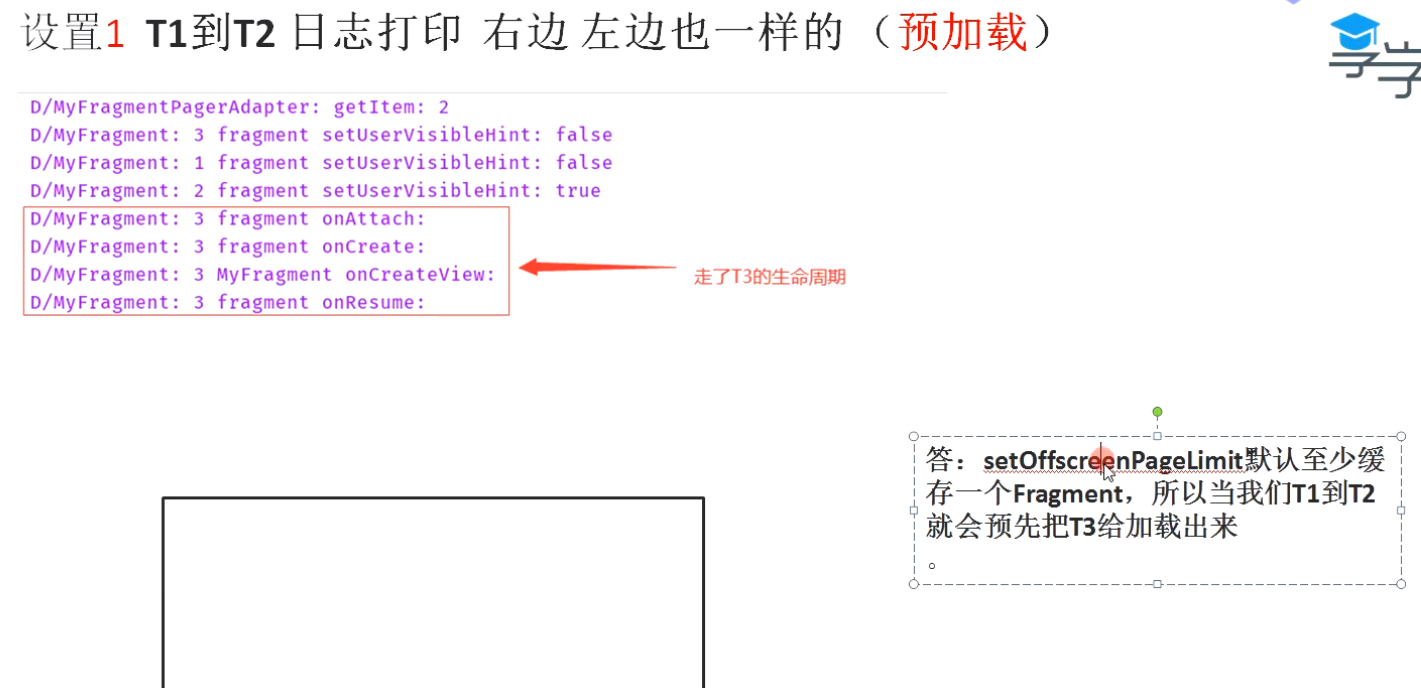 设置1 T1到T2 日志打印 右边 左边也一样的 （预加载）
享学
D/MyFragmentPagerAdapter: getItem: 2
D/MyFragment: 3 fragment setUserVisibleHint: false
D/MyFragment: 1 fragment setUserVisibleHint: false
D/MyFragment: 2 fragment setUserVisibleHint: true
D/MyFragment: 3 fragment onAttach:
D/MyFragment: 3 fragment onCreate:
D/MyFragment: 3 MyFragment onCreateView:
D/MyFragment: 3 fragment onResume:
走了T3的生命周期
答：setOffscreenPageLimit默认至少缓
存一个Fragment，所以当我们T1到T2
就会预先把T3给加载出来
。